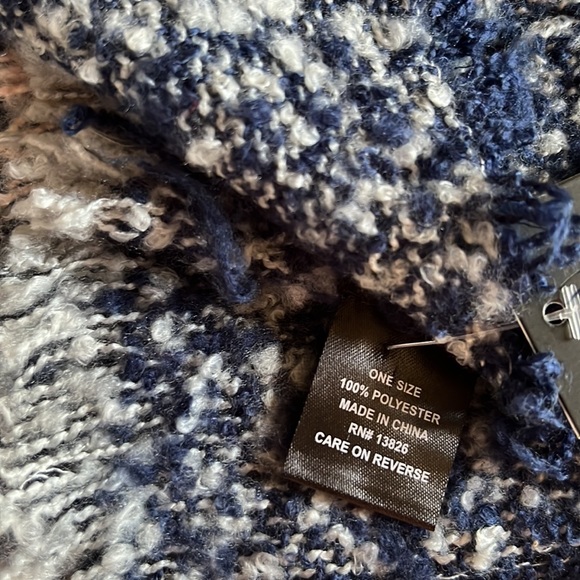 ONE SIZE
100% POLYESTER
MADE IN CHINA
RN# 13826
CARE ON REVERSE